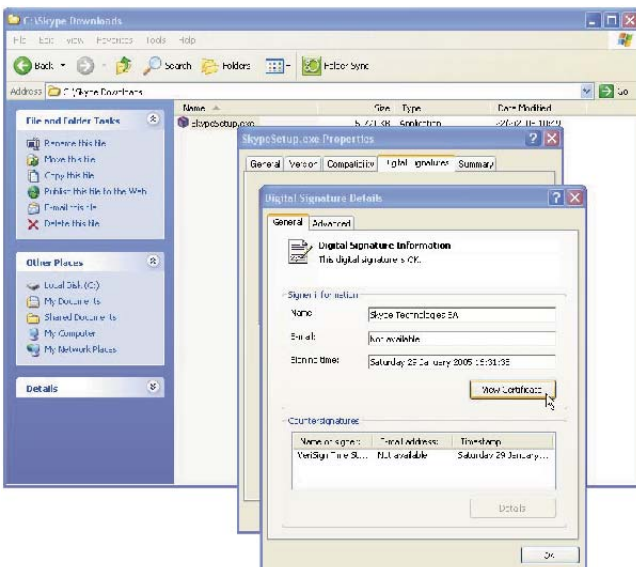 C:\Skype Downloads
File Edit View Favorites Tools Help
Back Search Folders Folder Sync
Address C:\Skype Downloads Go
Name Size Type Date Modified
SkypeSetup.exe Application
File and Folder Tasks
Rename this file
Move this file
Copy this file
Publish this file to the Web
E-mail this file
Delete this file
Other Places
Local Disk (C:)
My Documents
Shared Documents
My Computer
My Network Places
Details
SkypeSetup.exe Properties
General Version Compatibility Digital Signatures Summary
Digital Signature Details
General Advanced
Digital Signature Information
This digital signature is OK.
Signer information
Name: Skype Technologies SA
E-mail: Not available
Signing time: Saturday 29 January 2005
View Certificate
Countersignatures
Name of signer: E-mail address: Timestamp
VeriSign Time St... Not available Saturday 29 January...
Details
OK